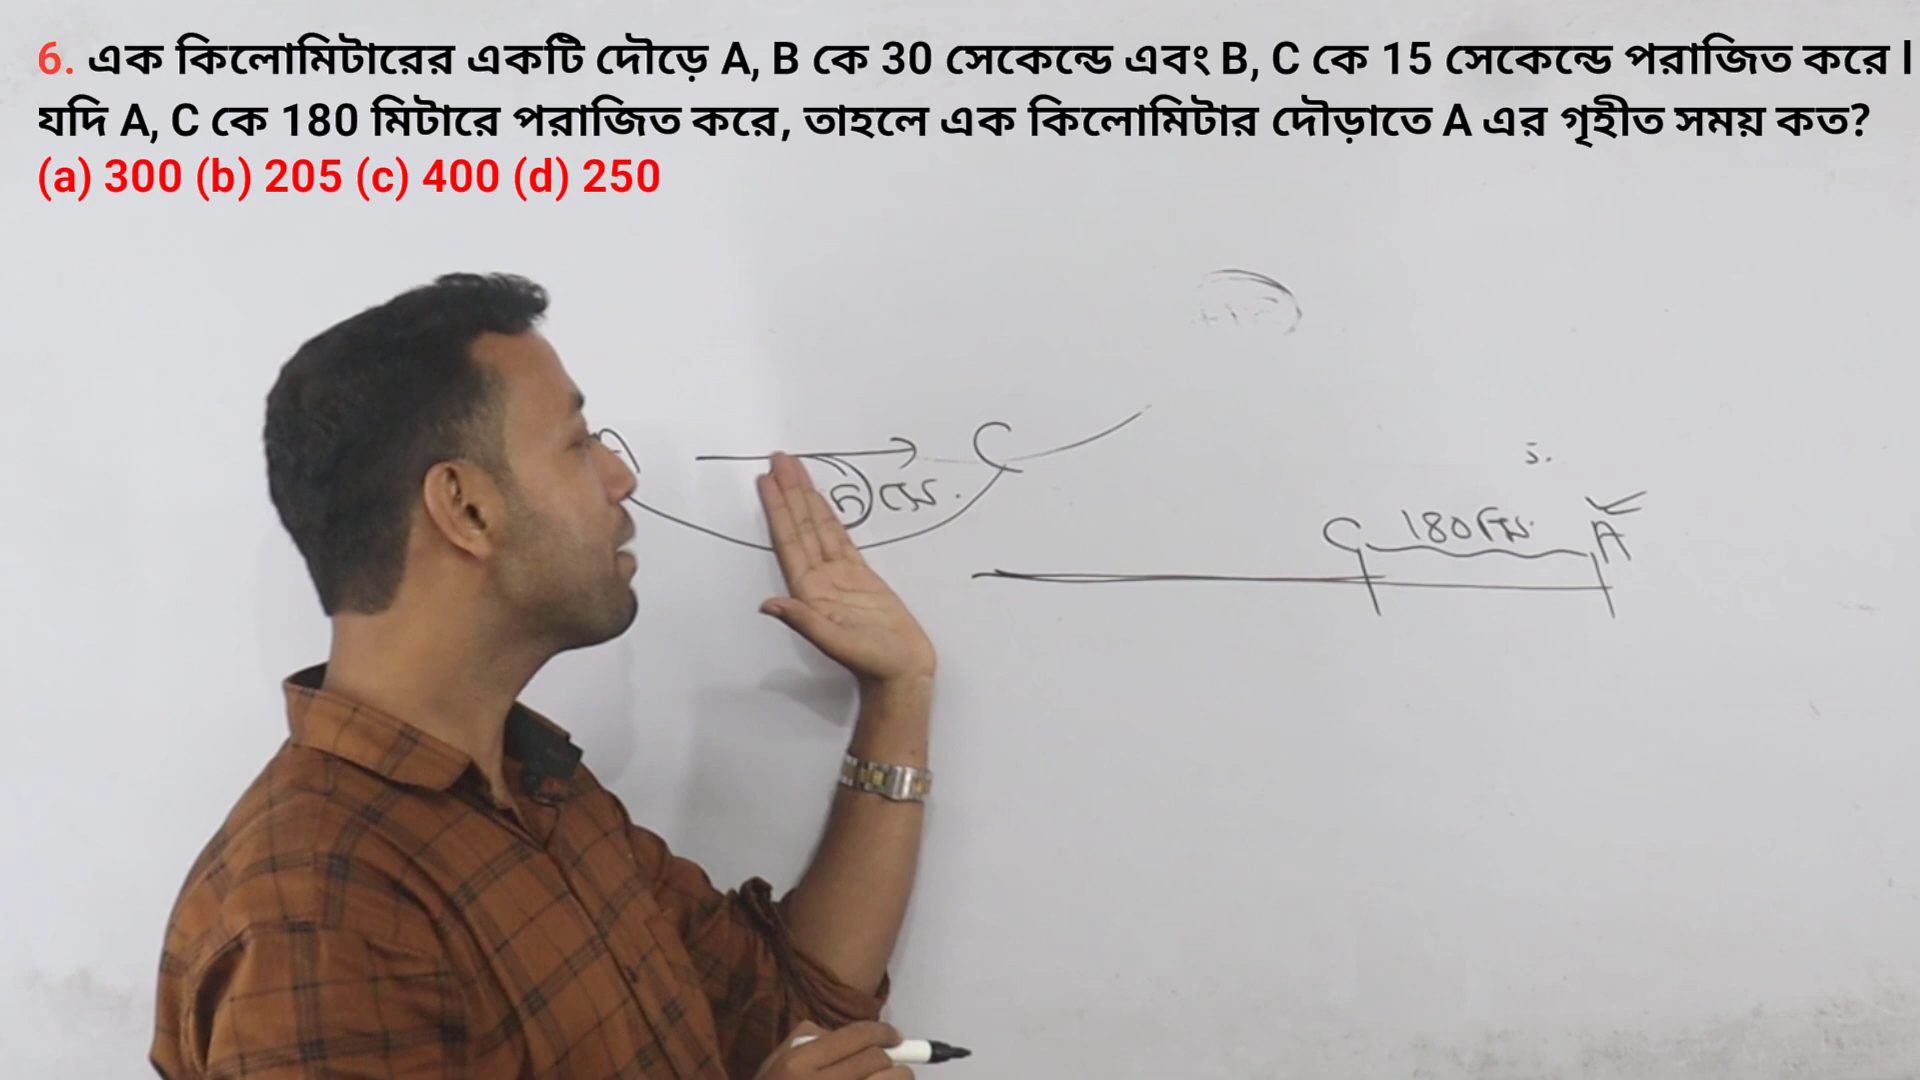 6. এক কিলোমিটারের একটি দৌড়ে A, B কে 30 সেকেন্ডে এবং B, C কে 15 সেকেন্ডে পরাজিত করে।
যদি A, C কে 180 মিটারে পরাজিত করে, তাহলে এক কিলোমিটার দৌড়াতে A এর গৃহীত সময় কত?
(a) 300 (b) 205 (c) 400 (d) 250
A C
সে.
C 180 মি. A